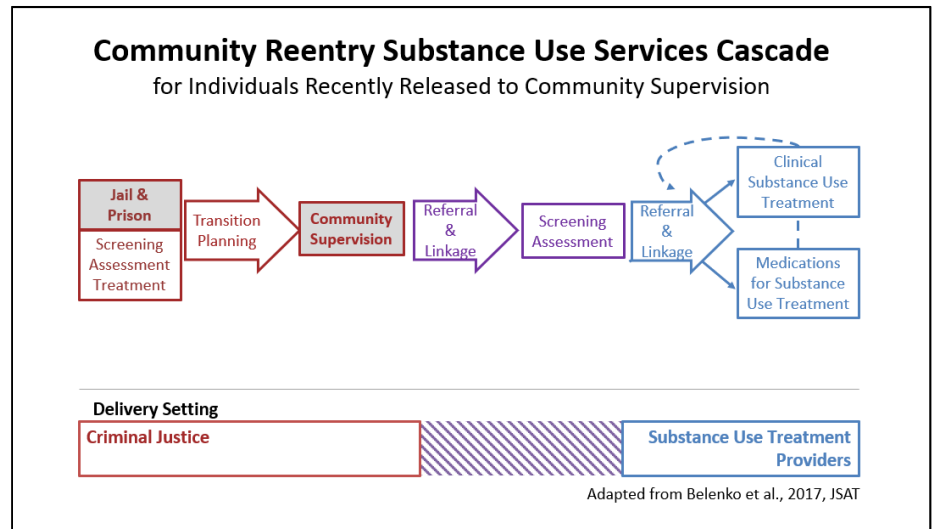 Community Reentry Substance Use Services Cascade
for Individuals Recently Released to Community Supervision
Jail &
Prison
Screening
Assessment
Treatment
Transition
Planning
Community
Supervision
Referral
&
Linkage
Screening
Assessment
Referral
&
Linkage
Clinical
Substance Use
Treatment
Medications
for Substance
Use Treatment
Delivery Setting
Criminal Justice
Substance Use Treatment
Providers
Adapted from Belenko et al., 2017, JSAT